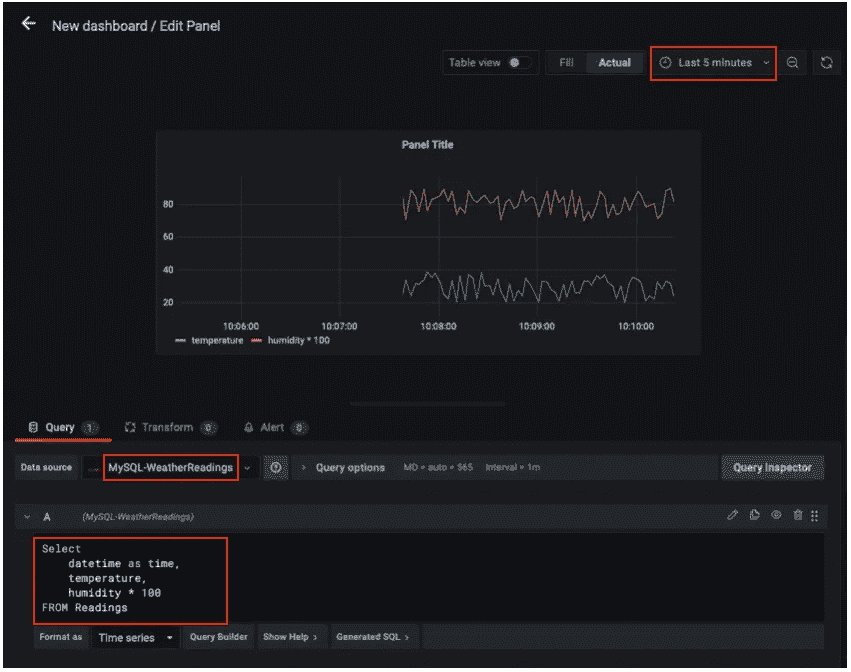 New dashboard / Edit Panel
Table view Fill Actual Last 5 minutes
Panel Title
80
60
40
20
10:06:00 10:07:00 10:08:00 10:09:00 10:10:00
temperature humidity * 100
Query 1 Transform 0 Alert 0
Data source MySQL-WeatherReadings Query options MD = auto = 565 Interval = 1m Query Inspector
A (MySQL-WeatherReadings)
Select
datetime as time,
temperature,
humidity * 100
FROM Readings
Format as Time series Query Builder Show Help > Generated SQL >